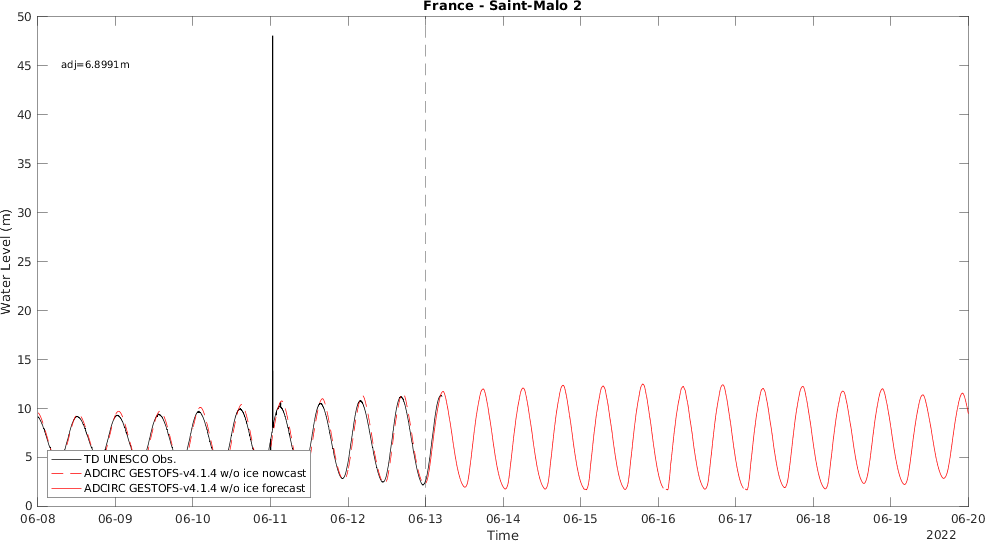 France - Saint-Malo 2
50
45
40
35
30
25
20
15
10
5
0
Water Level (m)
adj=6.8991m
TD UNESCO Obs.
ADCIRC GESTOFS-v4.1.4 w/o ice nowcast
ADCIRC GESTOFS-v4.1.4 w/o ice forecast
06-08 06-09 06-10 06-11 06-12 06-13 06-14 06-15 06-16 06-17 06-18 06-19 06-20
Time
2022